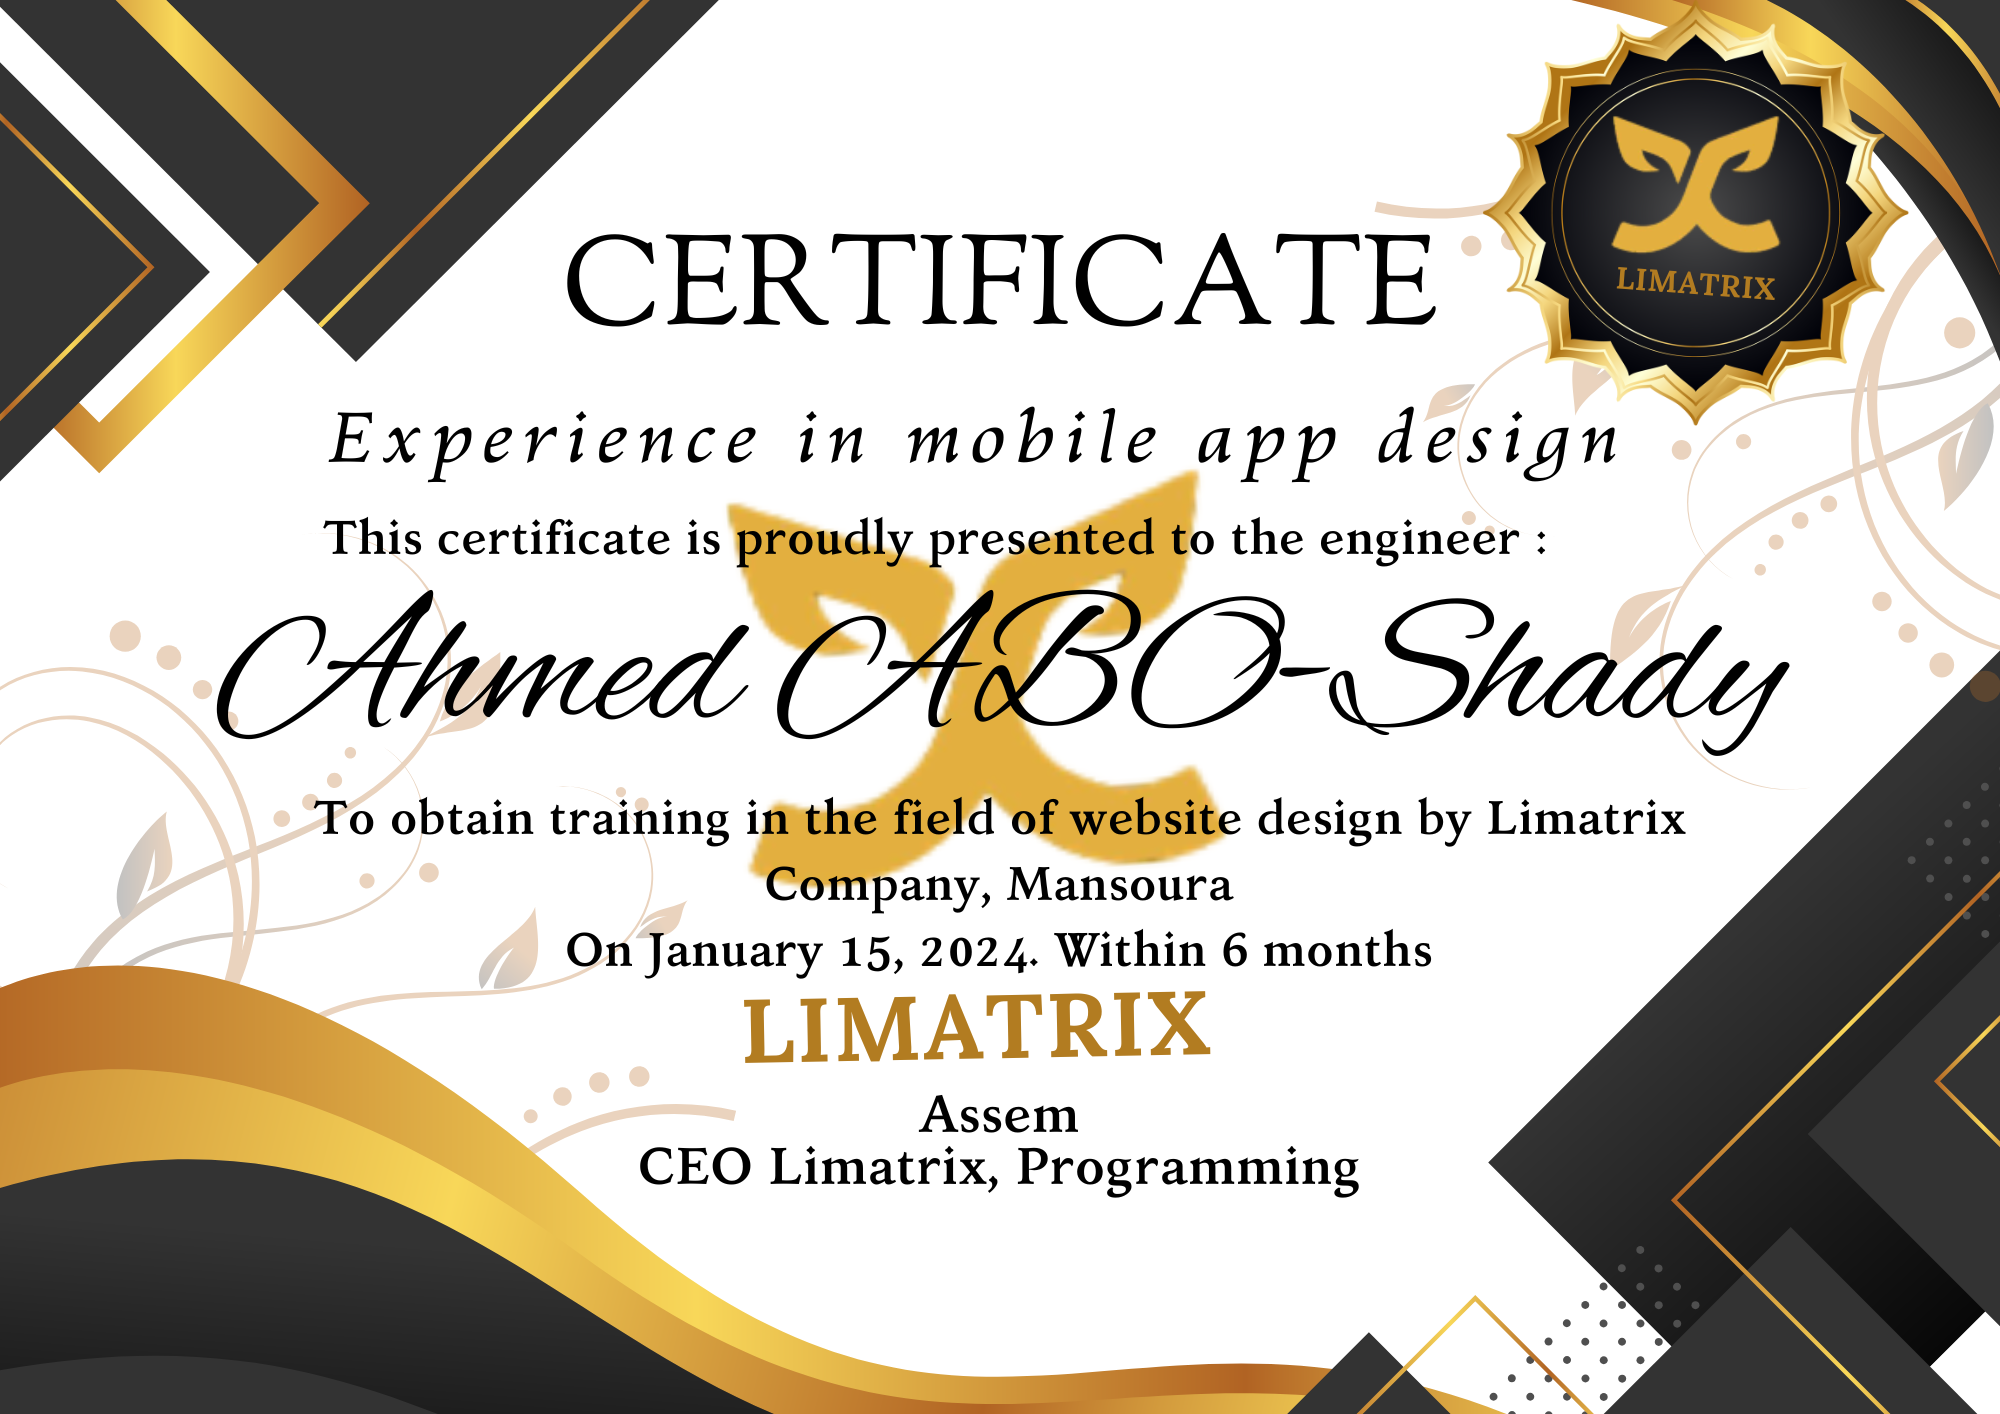 LIMATRIX
CERTIFICATE
Experience in mobile app design
This certificate is proudly presented to the engineer :
Ahmed ABO-Shady
To obtain training in the field of website design by Limatrix
Company, Mansoura
On January 15, 2024. Within 6 months
LIMATRIX
Assem
CEO Limatrix, Programming